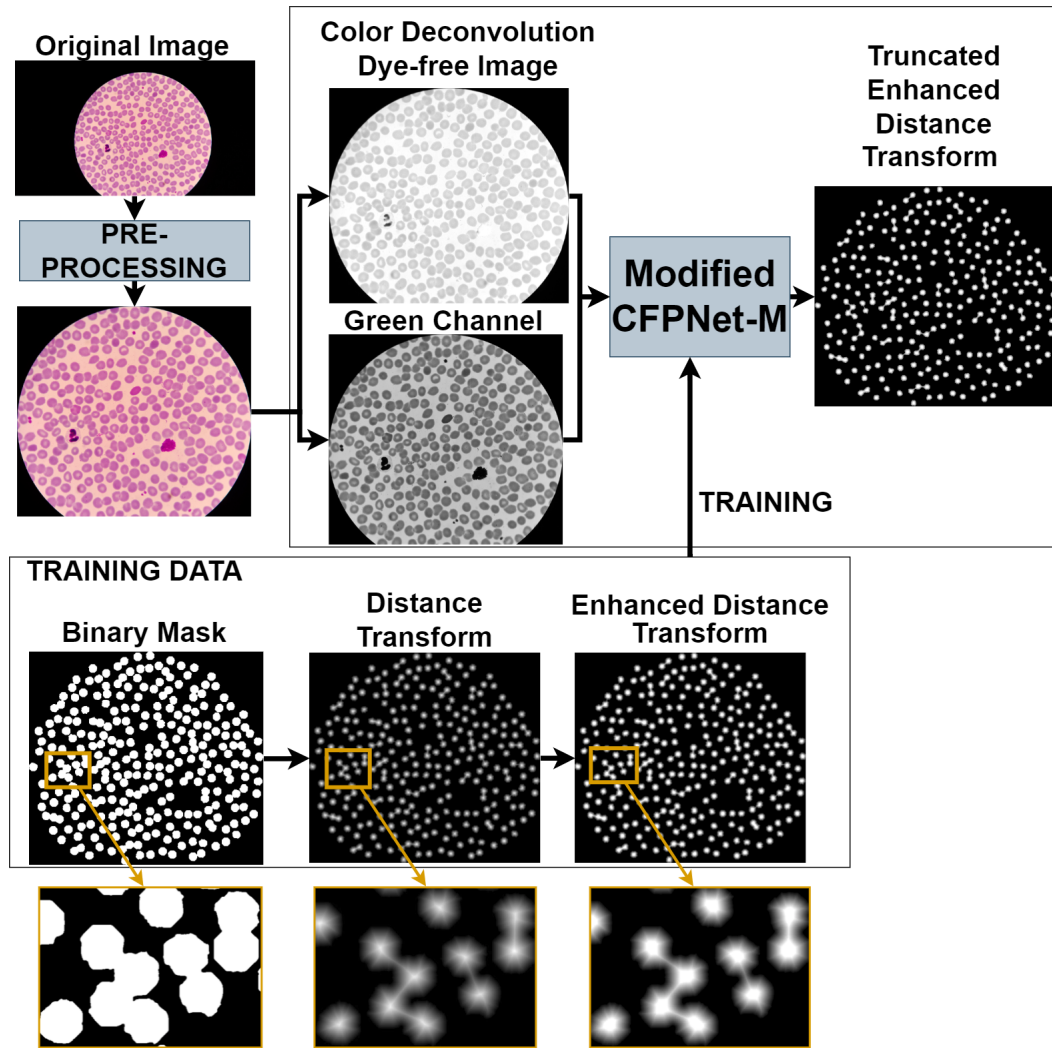 Original Image
PRE-
PROCESSING
Color Deconvolution
Dye-free Image
Green Channel
Modified
CFPNet-M
Truncated
Enhanced
Distance
Transform
TRAINING
TRAINING DATA
Binary Mask
Distance
Transform
Enhanced Distance
Transform